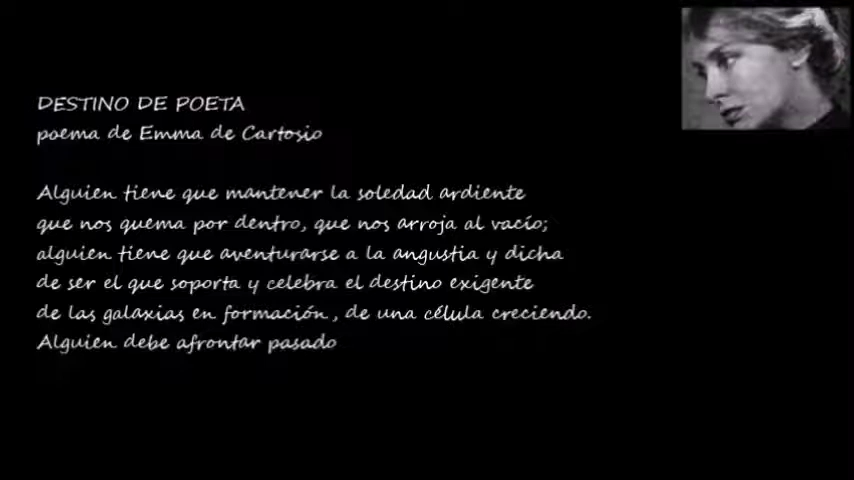 DESTINO DE POETA
poema de Emma de Cartosio
Alguien tiene que mantener la soledad ardiente
que nos quema por dentro, que nos arroja al vacío;
alguien tiene que aventurarse a la angustia y dicha
de ser el que soporta y celebra el destino exigente
de las galaxias en formación, de una célula creciendo.
Alguien debe afrontar pasado